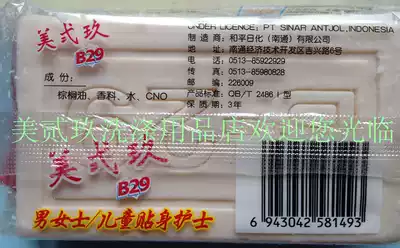 UNDER LICENCE; PT SINAR ANTJOL, INDONESIA
美贰玖
B29
制造商：和平日化（南通）有限公司
地址：南通经济技术开发区吉兴路6号
电话：0513-85922929
传真：0513-85980828
邮编：226009
产品标准：QB/T 2486 I型
保质期：3年
成份：
棕榈油、香料、水、CNO
美贰玖洗涤用品店欢迎您光临
美贰玖
B29
男女士/儿童贴身护士
6 943042 581493